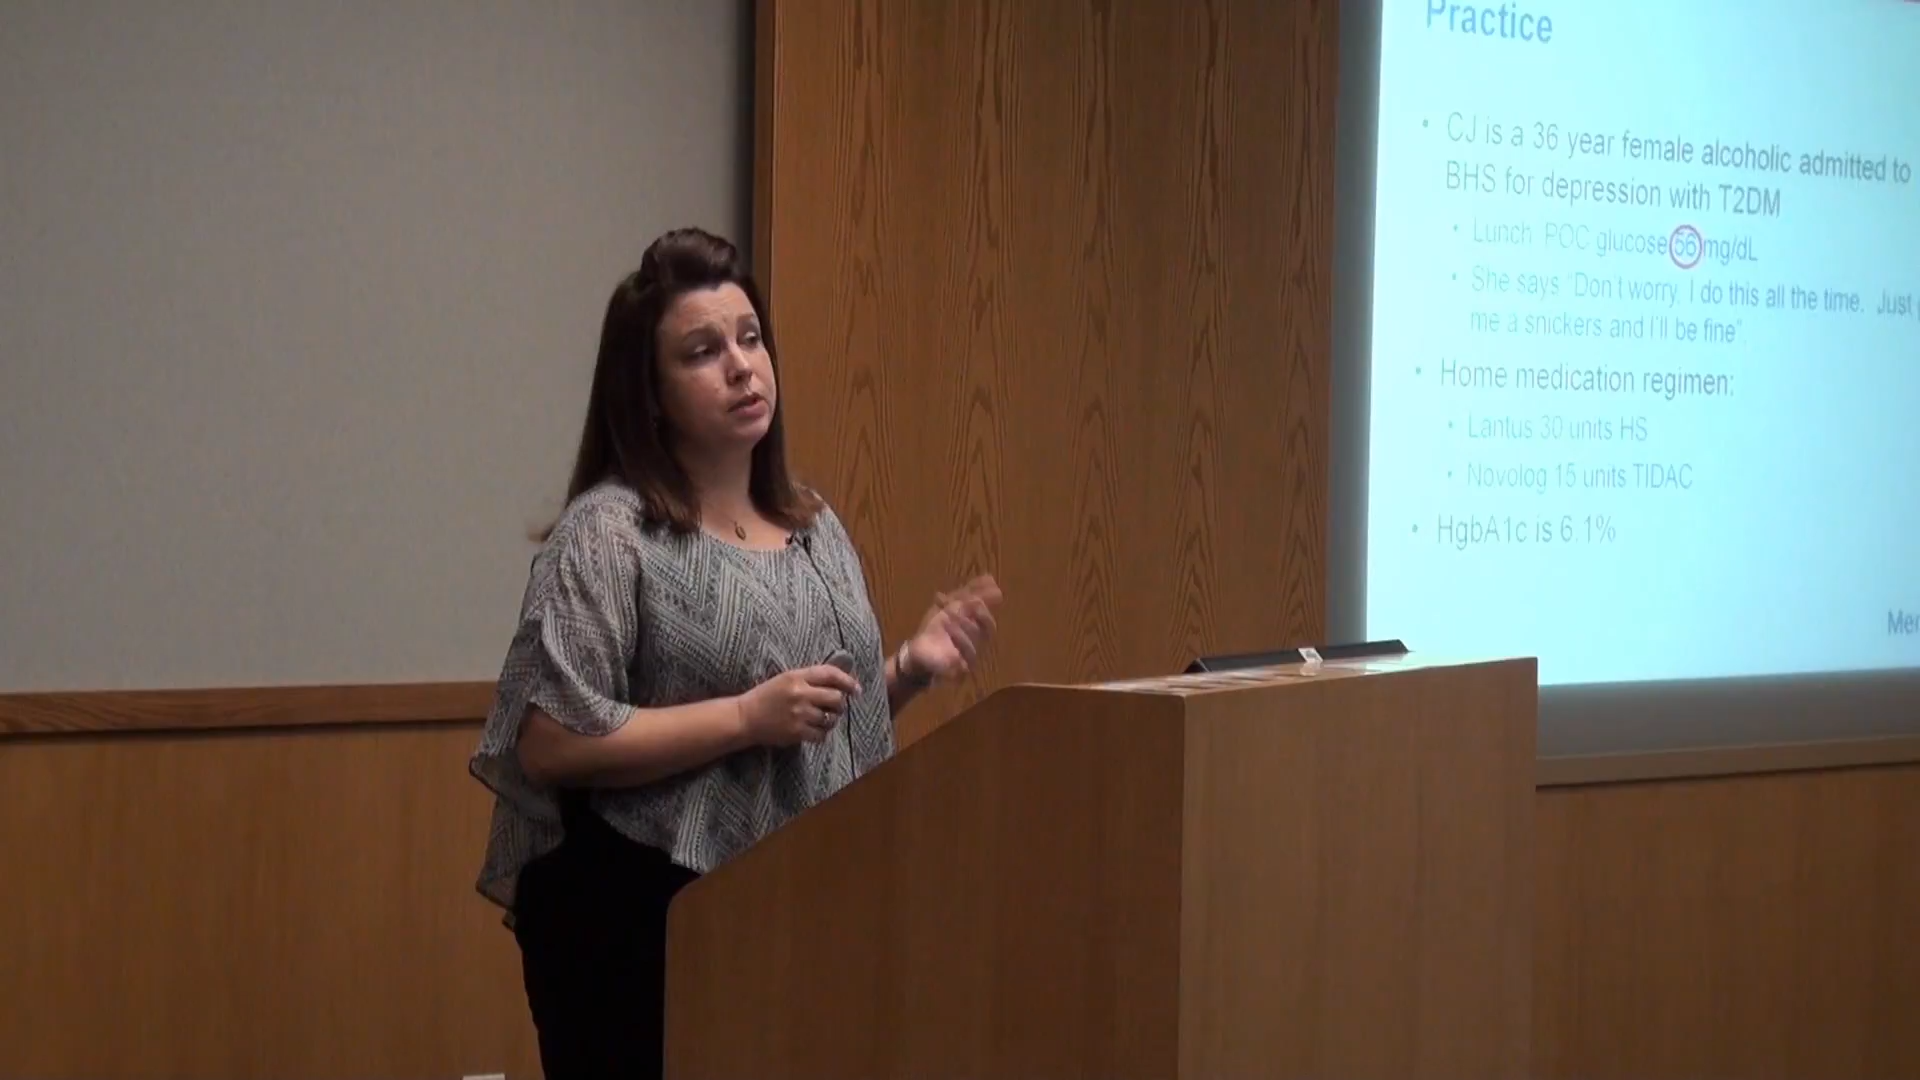 Practice
• CJ is a 36 year female alcoholic admitted to
BHS for depression with T2DM
• Lunch POC glucose 56 mg/dL
• She says "Don't worry, I do this all the time. Just
me a snickers and I'll be fine".
• Home medication regimen:
• Lantus 30 units HS
• Novolog 15 units TIDAC
• HgbA1c is 6.1%